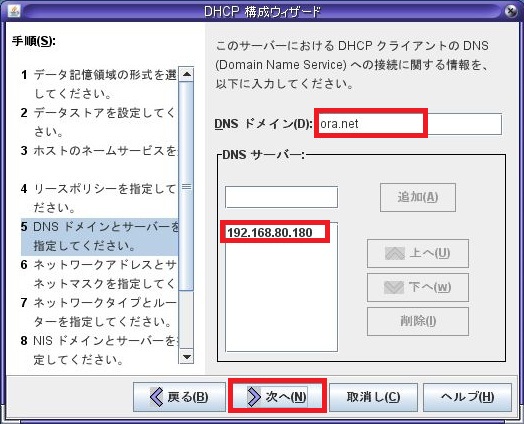 DHCP 構成ウィザード
手順(S):
1 データ記憶領域の形式を選
してください。
2 データストアを設定してく
さい。
3 ホストのネームサービスを
4 リースポリシーを指定して
ださい。
5 DNS ドメインとサーバーを
指定してください。
6 ネットワークアドレスとサ
ネットマスクを指定してく
7 ネットワークタイプとルー
ターを指定してください。
8 NIS ドメインとサーバーを
定してください。
このサーバーにおける DHCP クライアントの DNS
(Domain Name Service) への接続に関する情報を、
以下に入力してください。
DNS ドメイン(D): ora.net
DNS サーバー:
追加(A)
192.168.80.180
上へ(U)
下へ(w)
削除(I)
戻る(B) 次へ(N) 取消し(C) ヘルプ(H)